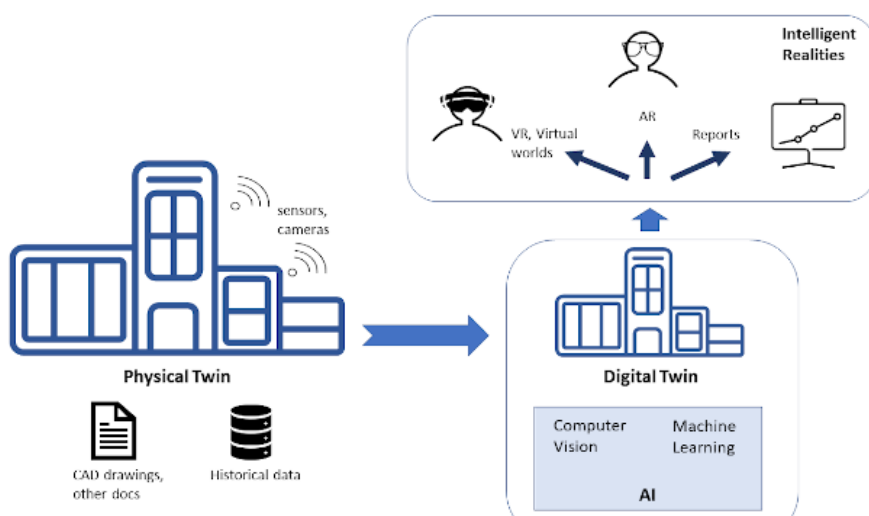 Intelligent
Realities
AR
VR, Virtual
worlds
Reports
sensors,
cameras
Physical Twin
Digital Twin
CAD drawings,
other docs
Historical data
Computer
Vision
Machine
Learning
AI